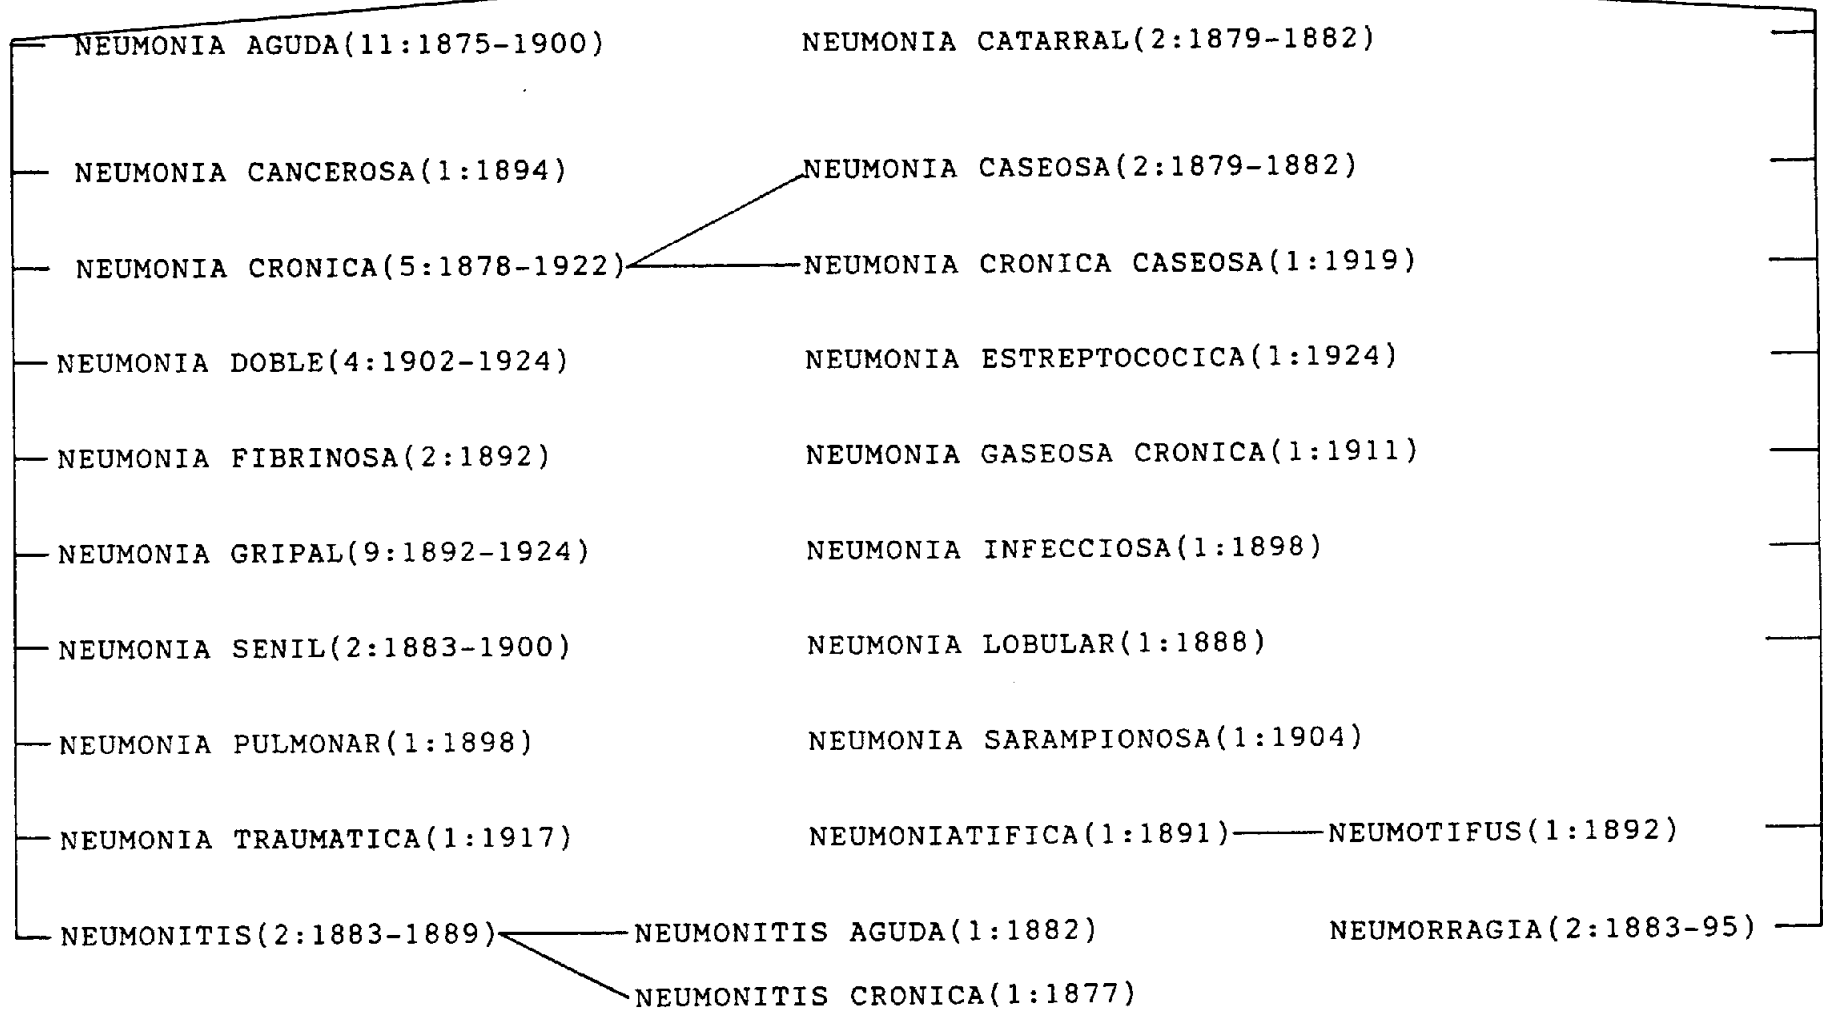 NEUMONIA AGUDA(11:1875-1900) NEUMONIA CATARRAL(2:1879-1882)
NEUMONIA CANCEROSA(1:1894) NEUMONIA CASEOSA(2:1879-1882)
NEUMONIA CRONICA(5:1878-1922) NEUMONIA CRONICA CASEOSA(1:1919)
NEUMONIA DOBLE(4:1902-1924) NEUMONIA ESTREPTOCOCICA(1:1924)
NEUMONIA FIBRINOSA(2:1892) NEUMONIA GASEOSA CRONICA(1:1911)
NEUMONIA GRIPAL(9:1892-1924) NEUMONIA INFECCIOSA(1:1898)
NEUMONIA SENIL(2:1883-1900) NEUMONIA LOBULAR(1:1888)
NEUMONIA PULMONAR(1:1898) NEUMONIA SARAMPIONOSA(1:1904)
NEUMONIA TRAUMATICA(1:1917) NEUMONIATIFICA(1:1891) NEUMOTIFUS(1:1892)
NEUMONITIS(2:1883-1889) NEUMONITIS AGUDA(1:1882) NEUMORRAGIA(2:1883-95)
NEUMONITIS CRONICA(1:1877)